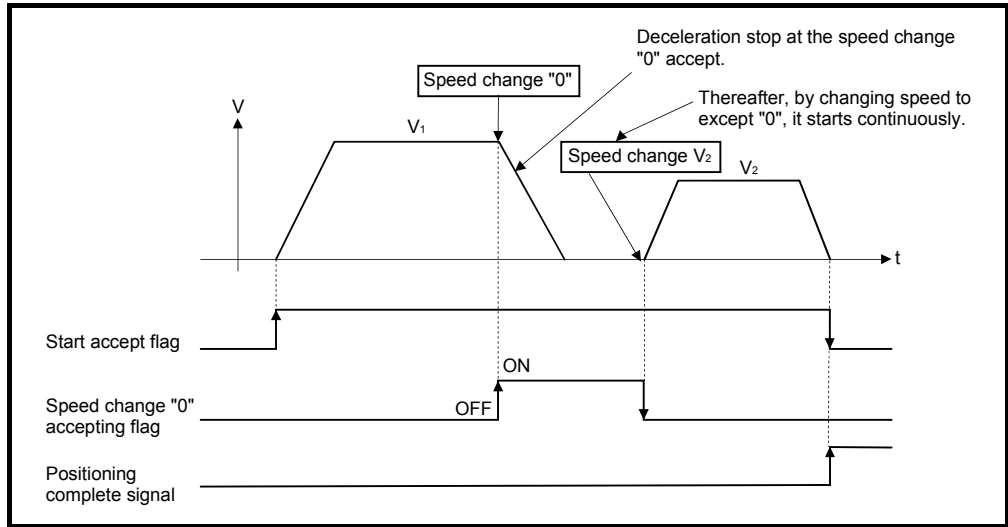 Deceleration stop at the speed change
"0" accept.
Speed change "0"
Thereafter, by changing speed to
except "0", it starts continuously.
V
V1
Speed change V2
V2
t
Start accept flag
ON
OFF
Speed change "0"
accepting flag
Positioning
complete signal